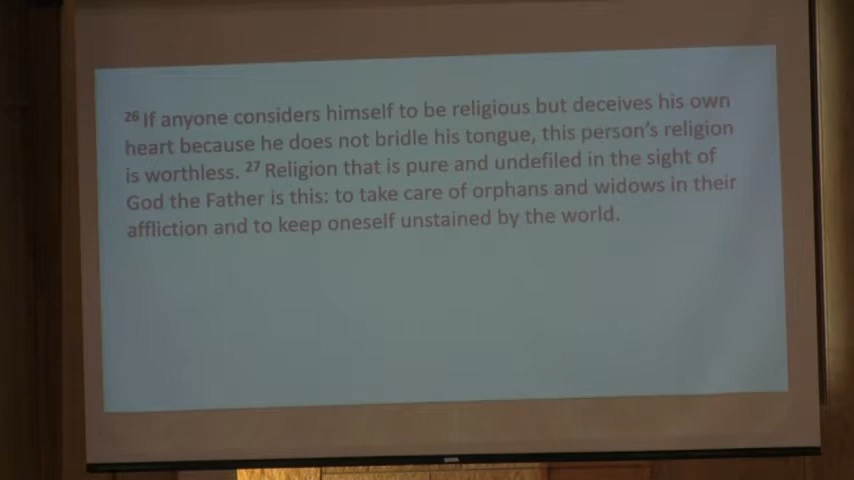 26 If anyone considers himself to be religious but deceives his own
heart because he does not bridle his tongue, this person's religion
is worthless. 27 Religion that is pure and undefiled in the sight of
God the Father is this: to take care of orphans and widows in their
affliction and to keep oneself unstained by the world.